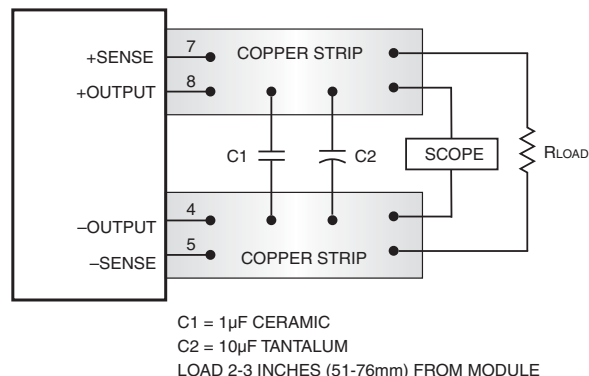 +SENSE 7 COPPER STRIP
+OUTPUT 8
C1 C2 SCOPE RLOAD
–OUTPUT 4
–SENSE 5 COPPER STRIP
C1 = 1µF CERAMIC
C2 = 10µF TANTALUM
LOAD 2-3 INCHES (51-76mm) FROM MODULE